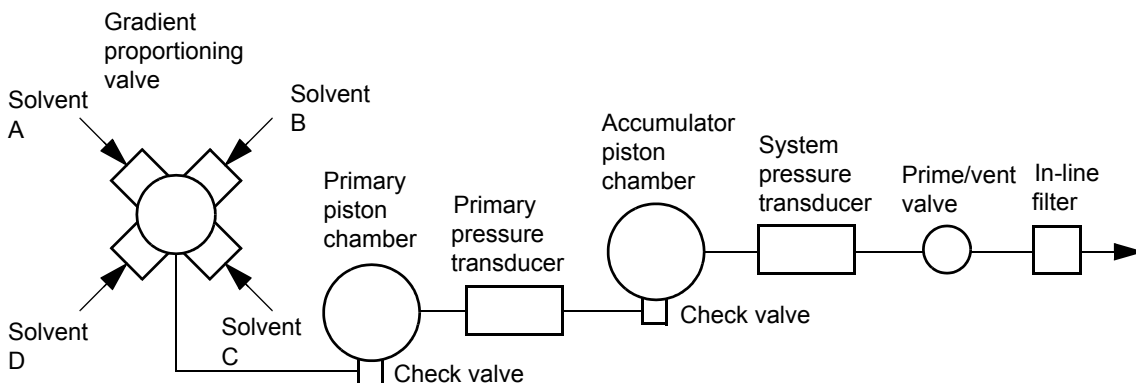 Gradient
proportioning
valve
Solvent
A
Solvent
B
Solvent
D
Solvent
C
Primary
piston
chamber
Check valve
Primary
pressure
transducer
Accumulator
piston
chamber
Check valve
System
pressure
transducer
Prime/vent
valve
In-line
filter